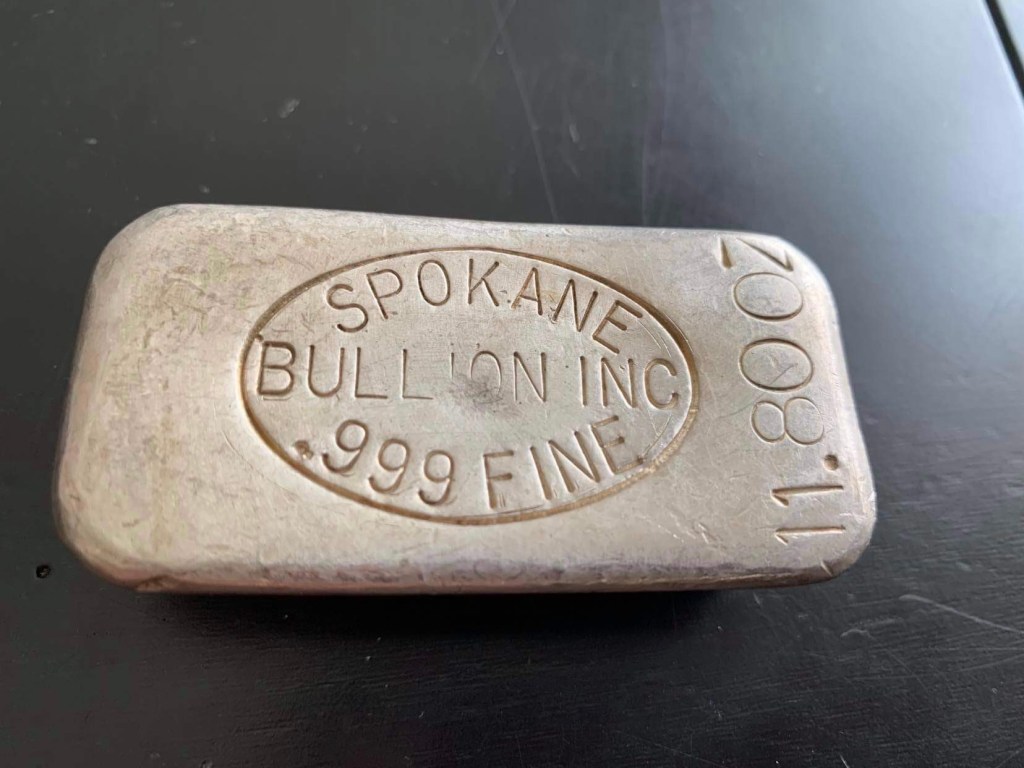 SPOKANE
BULLION INC
.999 FINE
11.80OZ